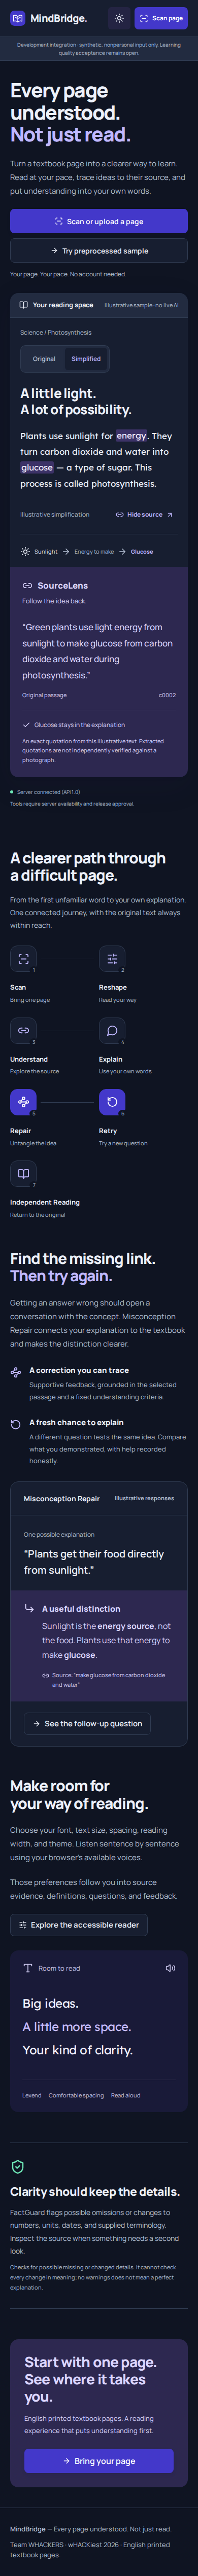 MindBridge.
Scan page
Development integration · synthetic, nonpersonal input only. Learning
quality acceptance remains open.
Every page
understood.
Not just read.
Turn a textbook page into a clearer way to learn.
Read at your pace, see ideas to their source, and
put understanding into your own words.
Scan or upload a page
Try preprocessed sample
Your page. Your pace. No account needed.
Your reading space
Illustrative sample · no live AI
Science / Photosynthesis
Original
Simplified
A little light.
A lot of possibility.
Plants use sunlight for energy. They
turn carbon dioxide and water into
glucose — a type of sugar. This
process is called photosynthesis.
Illustrative simplification
Hide source
Sunlight
Energy to make
Glucose
SourceLens
Follow the idea back.
“Green plants use light energy from
sunlight to make glucose from carbon
dioxide and water during
photosynthesis.”
Original passage
c0002
Glucose stays in the explanation
An exact quotation from this illustrative text. Extracted
quotations are not independently verified against a
photograph.
Server connected (API 1.0)
Tools require server availability and release approval.
A clearer path through
a difficult page.
From the first unfamiliar word to your own explanation.
One connected journey, with the original text always
within reach.
1
2
Scan
Reshape
Bring one page
Read your way
3
4
Understand
Explain
Explore the source
Use your own words
5
6
Repair
Retry
Untangle the idea
Try a new question
7
Independent Reading
Return to the original
Find the missing link.
Then try again.
Getting an answer wrong should open a
conversation with the concept. Misconception
Repair connects your explanation to the textbook
and makes the distinction clearer.
A correction you can trace
Supportive feedback, grounded in the selected
passage and a fixed understanding criteria.
A fresh chance to explain
A different question tests the same idea. Compare
what you demonstrated, with help recorded
honestly.
Misconception Repair
Illustrative responses
One possible explanation
“Plants get their food directly
from sunlight.”
A useful distinction
Sunlight is the energy source, not
the food. Plants use that energy to
make glucose.
Source: “make glucose from carbon dioxide
and water”
See the follow-up question
Make room for
your way of reading.
Choose your font, text size, spacing, reading
width, and theme. Listen sentence by sentence
using your browser’s available voices.
Those preferences follow you into source
evidence, definitions, questions, and feedback.
Explore the accessible reader
Room to read
Big ideas.
A little more space.
Your kind of clarity.
Lexend
Comfortable spacing
Read aloud
Clarity should keep the details.
FactGuard flags possible omissions or changes to
numbers, units, dates, and supplied terminology.
Inspect the source when something needs a second
look.
Checks for possible missing or changed details. It cannot check
every change in meaning; no warnings does not mean a perfect
explanation.
Start with one page.
See where it takes
you.
English printed textbook pages. A reading
experience that puts understanding first.
Bring your page
MindBridge — Every page understood. Not just read.
Team WHACKERS · wHACKiest 2026 · English printed
textbook pages.